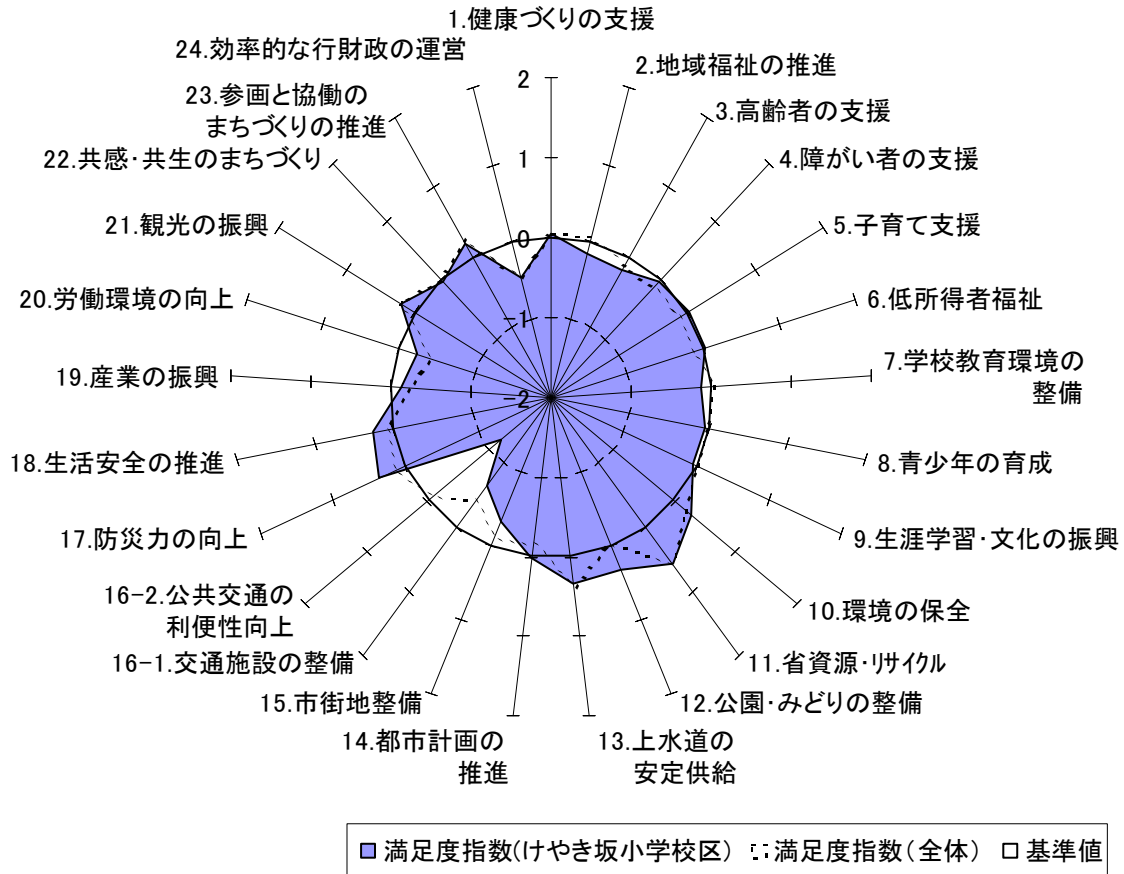 1.健康づくりの支援
2.地域福祉の推進
3.高齢者の支援
4.障がい者の支援
5.子育て支援
6.低所得者福祉
7.学校教育環境の
整備
8.青少年の育成
9.生涯学習･文化の振興
10.環境の保全
11.省資源･ﾘｻｲｸﾙ
12.公園･みどりの整備
13.上水道の
安定供給
14.都市計画の
推進
15.市街地整備
16-1.交通施設の整備
16-2.公共交通の
利便性向上
17.防災力の向上
18.生活安全の推進
19.産業の振興
20.労働環境の向上
21.観光の振興
22.共感･共生のまちづくり
23.参画と協働の
まちづくりの推進
24.効率的な行財政の運営
2
1
0
-1
-2
満足度指数(けやき坂小学校区)
満足度指数(全体)
基準値